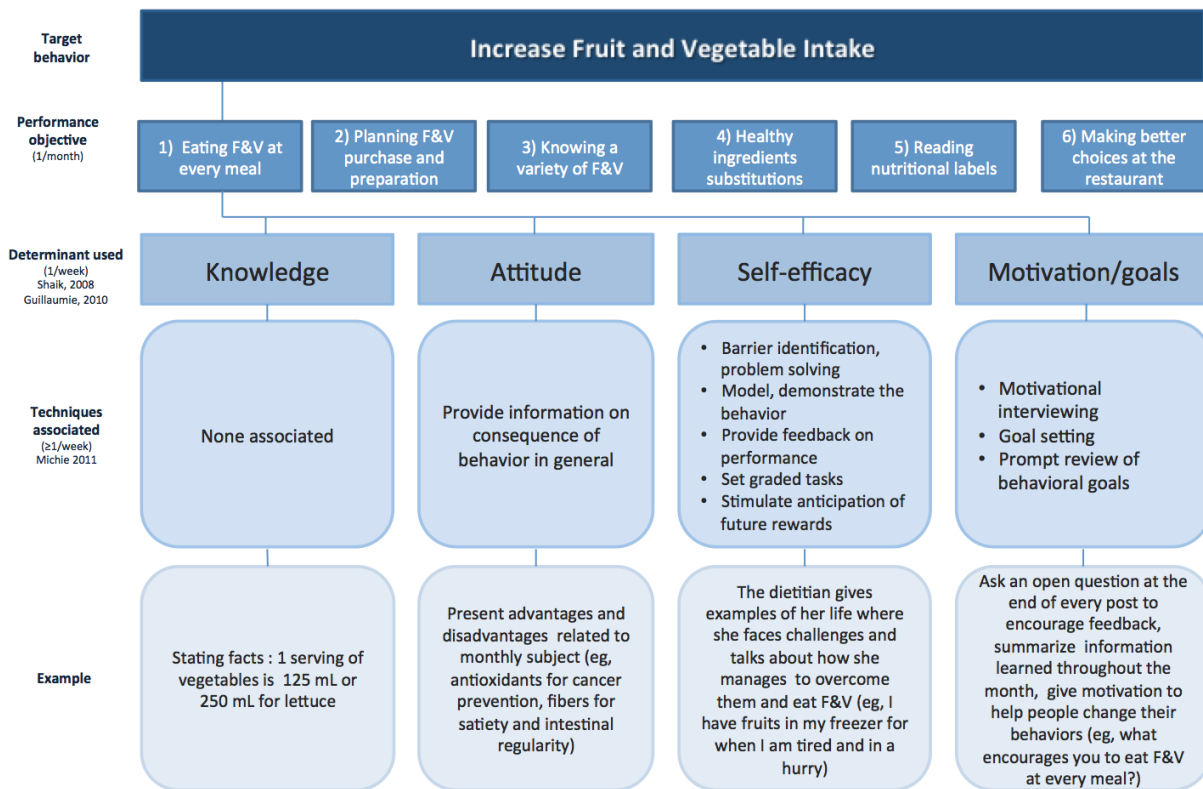 Target
behavior
Increase Fruit and Vegetable Intake
Performance
objective
(1/month)
1) Eating F&V at
every meal
2) Planning F&V
purchase and
preparation
3) Knowing a
variety of F&V
4) Healthy
ingredients
substitutions
5) Reading
nutritional labels
6) Making better
choices at the
restaurant
Determinant used
(1/week)
Shaik, 2008
Guillaumie, 2010
Knowledge
Attitude
Self-efficacy
Motivation/goals
Techniques
associated
(≥1/week)
Michie 2011
None associated
Provide information on
consequence of
behavior in general
• Barrier identification,
problem solving
• Model, demonstrate the
behavior
• Provide feedback on
performance
• Set graded tasks
• Stimulate anticipation of
future rewards
• Motivational
interviewing
• Goal setting
• Prompt review of
behavioral goals
Example
Stating facts : 1 serving of
vegetables is 125 mL or
250 mL for lettuce
Present advantages and
disadvantages related to
monthly subject (eg,
antioxidants for cancer
prevention, fibers for
satiety and intestinal
regularity)
The dietitian gives
examples of her life where
she faces challenges and
talks about how she
manages to overcome
them and eat F&V (eg, I
have fruits in my freezer for
when I am tired and in a
hurry)
Ask an open question at the
end of every post to
encourage feedback,
summarize information
learned throughout the
month, give motivation to
help people change their
behaviors (eg, what
encourages you to eat F&V
at every meal?)